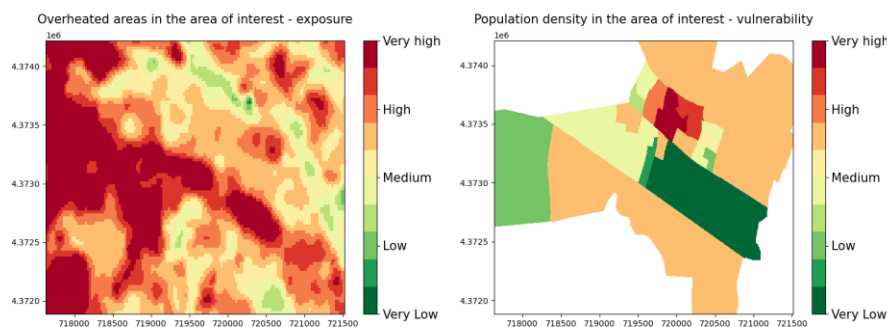 Overheated areas in the area of interest - exposure
1e6
4.3740
4.3735
4.3730
4.3725
4.3720
718000 718500 719000 719500 720000 720500 721000 721500
Very high
High
Medium
Low
Very Low
Population density in the area of interest - vulnerability
1e6
4.3740
4.3735
4.3730
4.3725
4.3720
718000 718500 719000 719500 720000 720500 721000 721500
Very high
High
Medium
Low
Very Low